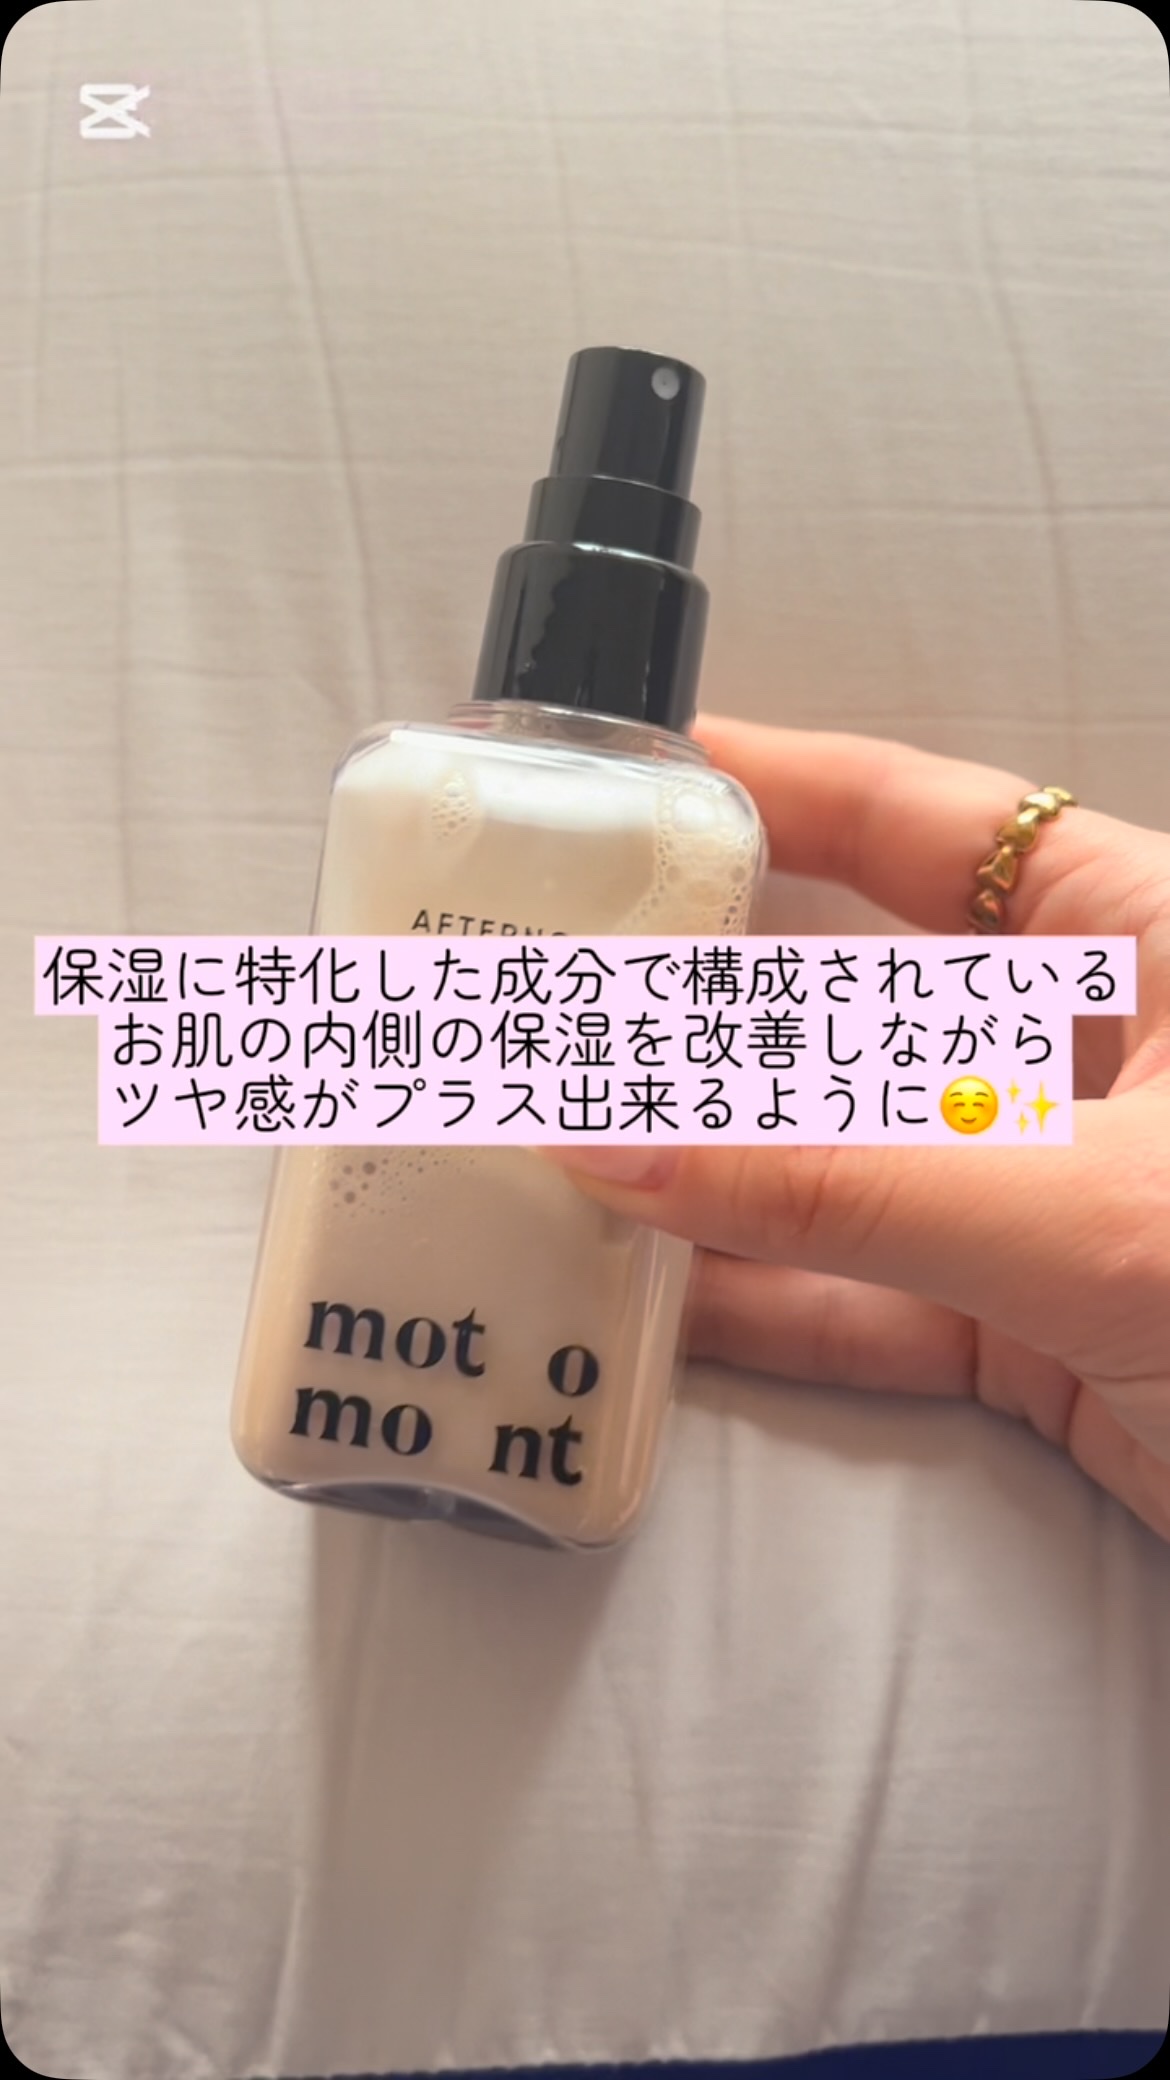 保湿に特化した成分で構成されている
お肌の内側の保湿を改善しながら
ツヤ感がプラス出来るように☺️✨
mot o
mo nt